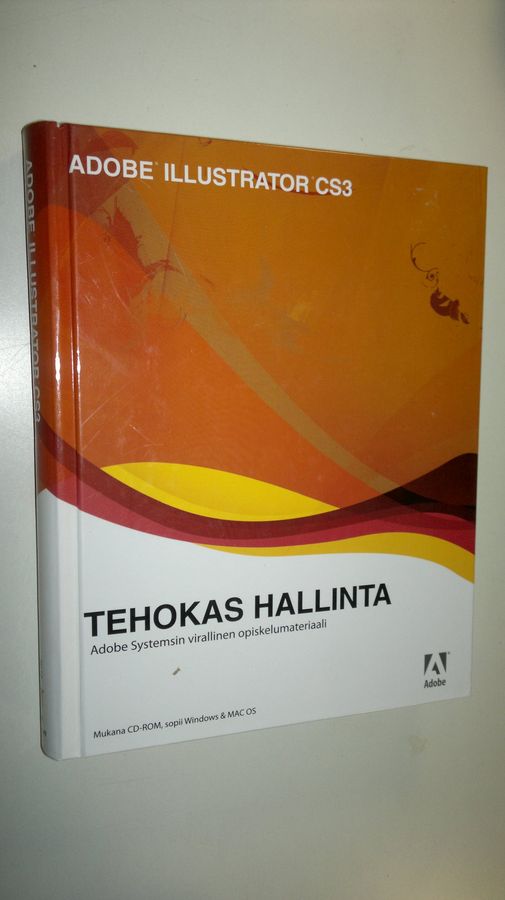 ADOBE® ILLUSTRATOR® CS3
ADOBE ILLUSTRATOR CS3
TEHOKAS HALLINTA
Adobe Systemsin virallinen opiskelumateriaali
Adobe
Mukana CD-ROM, sopii Windows & MAC OS